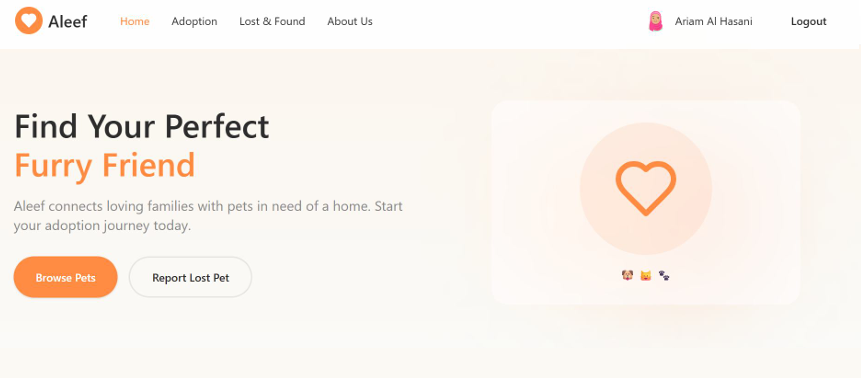 Aleef
Home
Adoption
Lost & Found
About Us
Ariam Al Hasani
Logout
Find Your Perfect
Furry Friend
Aleef connects loving families with pets in need of a home. Start
your adoption journey today.
Browse Pets
Report Lost Pet